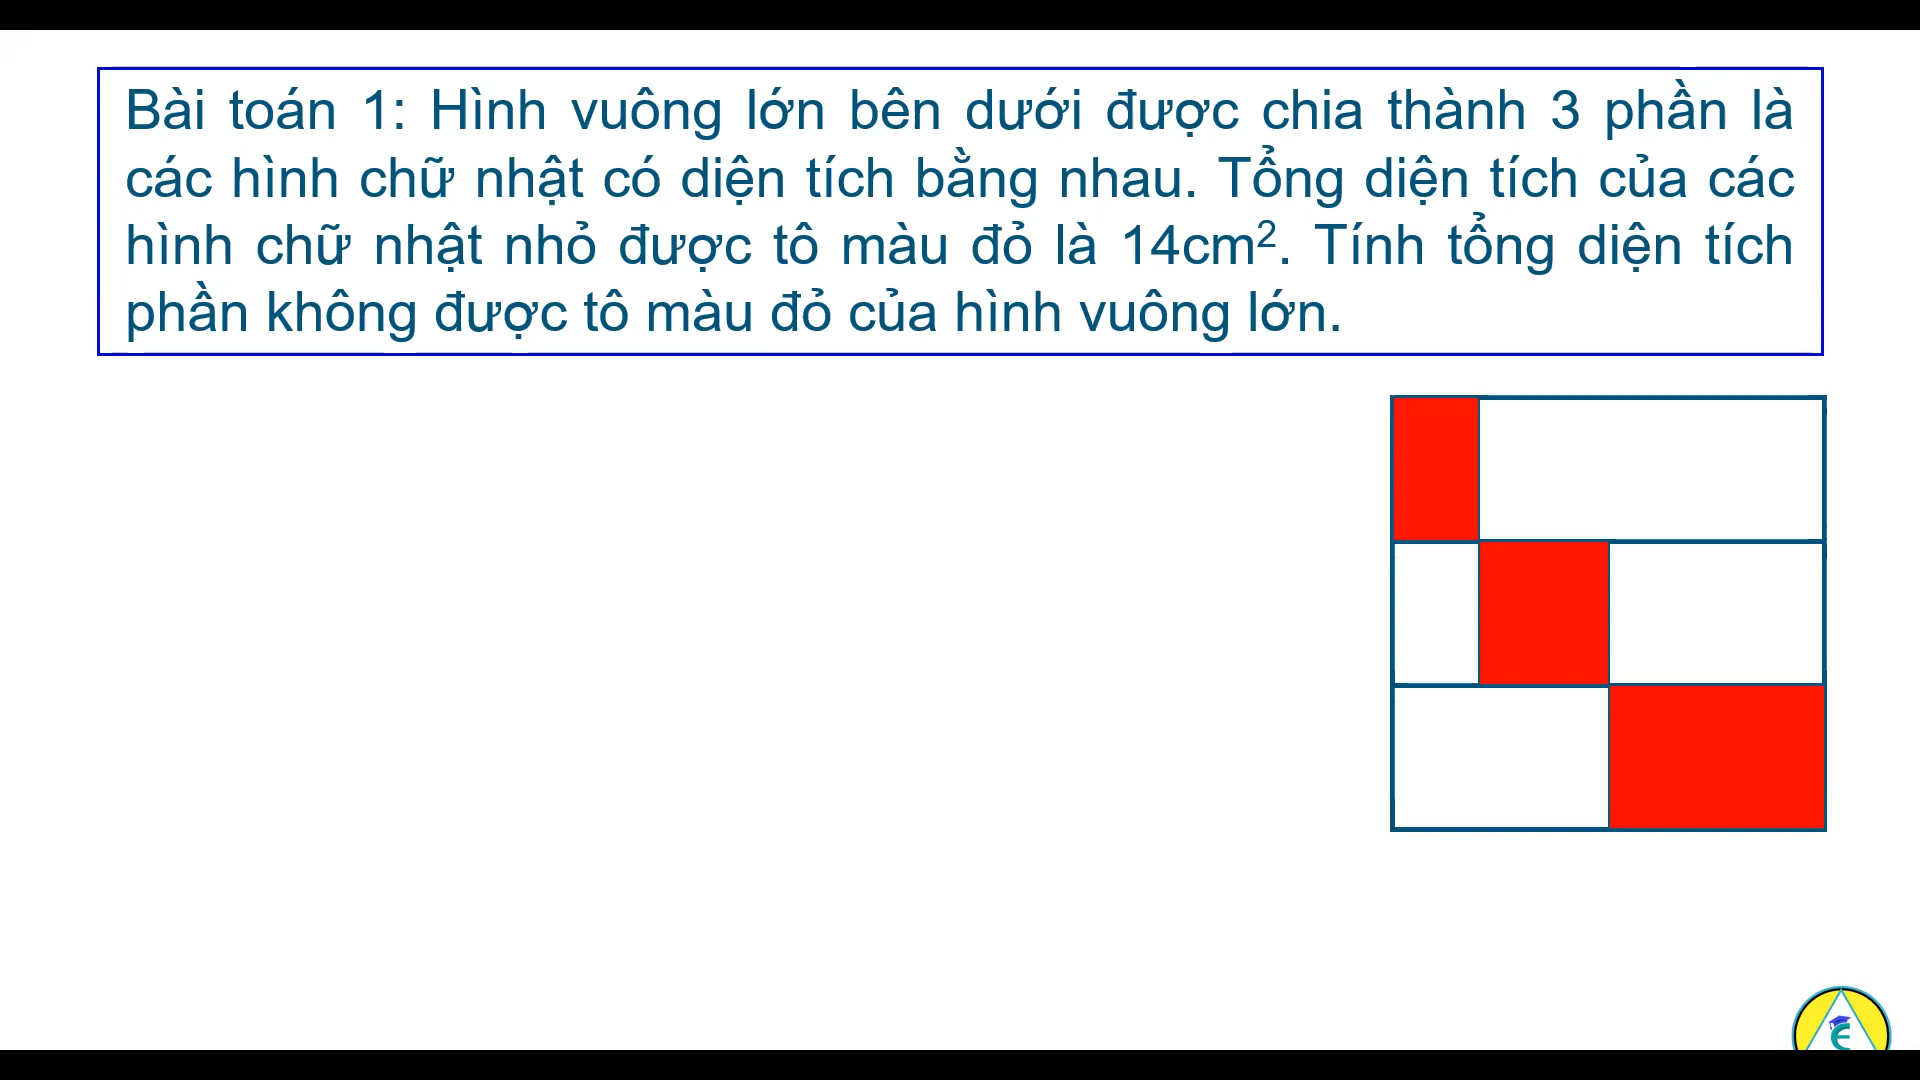 Bài toán 1: Hình vuông lớn bên dưới được chia thành 3 phần là
các hình chữ nhật có diện tích bằng nhau. Tổng diện tích của các
hình chữ nhật nhỏ được tô màu đỏ là 14cm². Tính tổng diện tích
phần không được tô màu đỏ của hình vuông lớn.